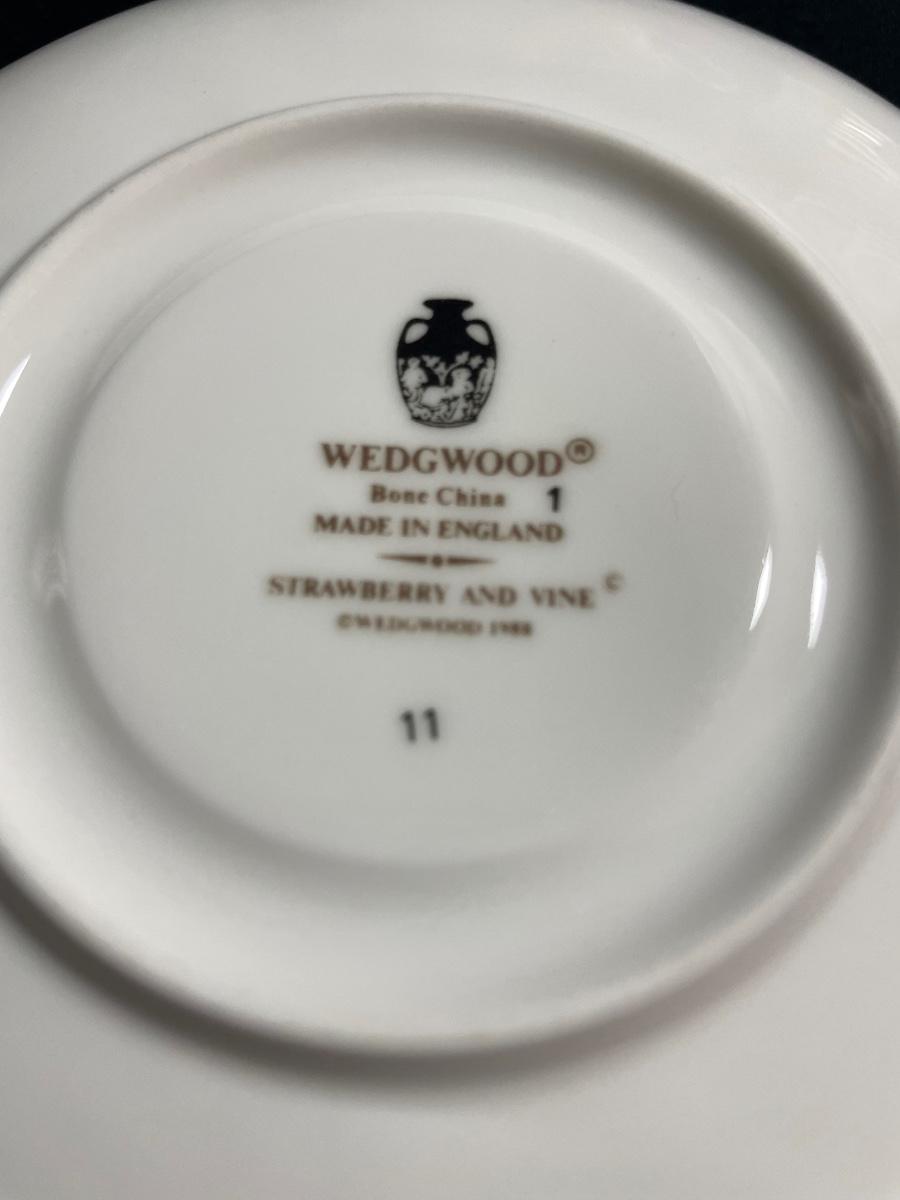 WEDGWOOD®
Bone China 1
MADE IN ENGLAND
STRAWBERRY AND VINE ©
©WEDGWOOD 1988
11